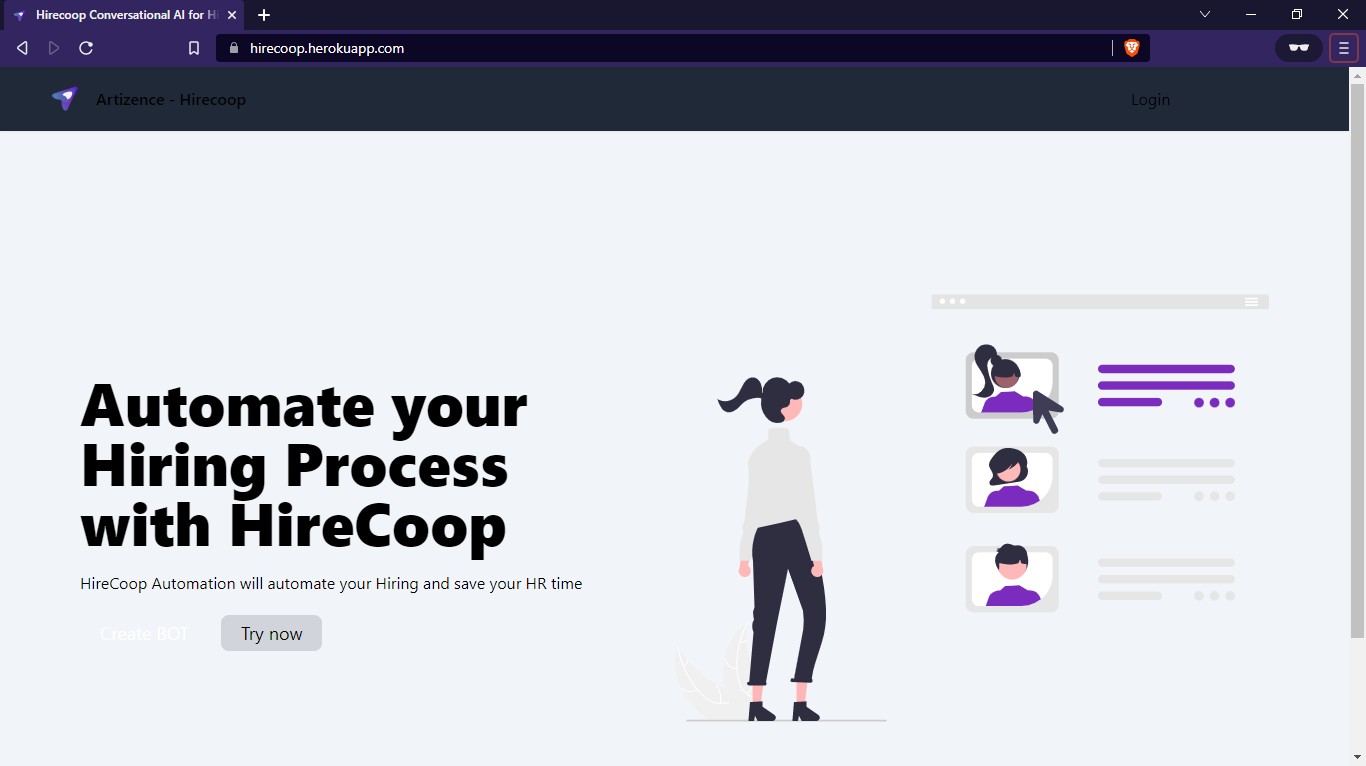 Hirecoop Conversational AI for Hi
hirecoop.herokuapp.com
Artizence - Hirecoop
Login
Automate your
Hiring Process
with HireCoop
HireCoop Automation will automate your Hiring and save your HR time
Create BOT
Try now